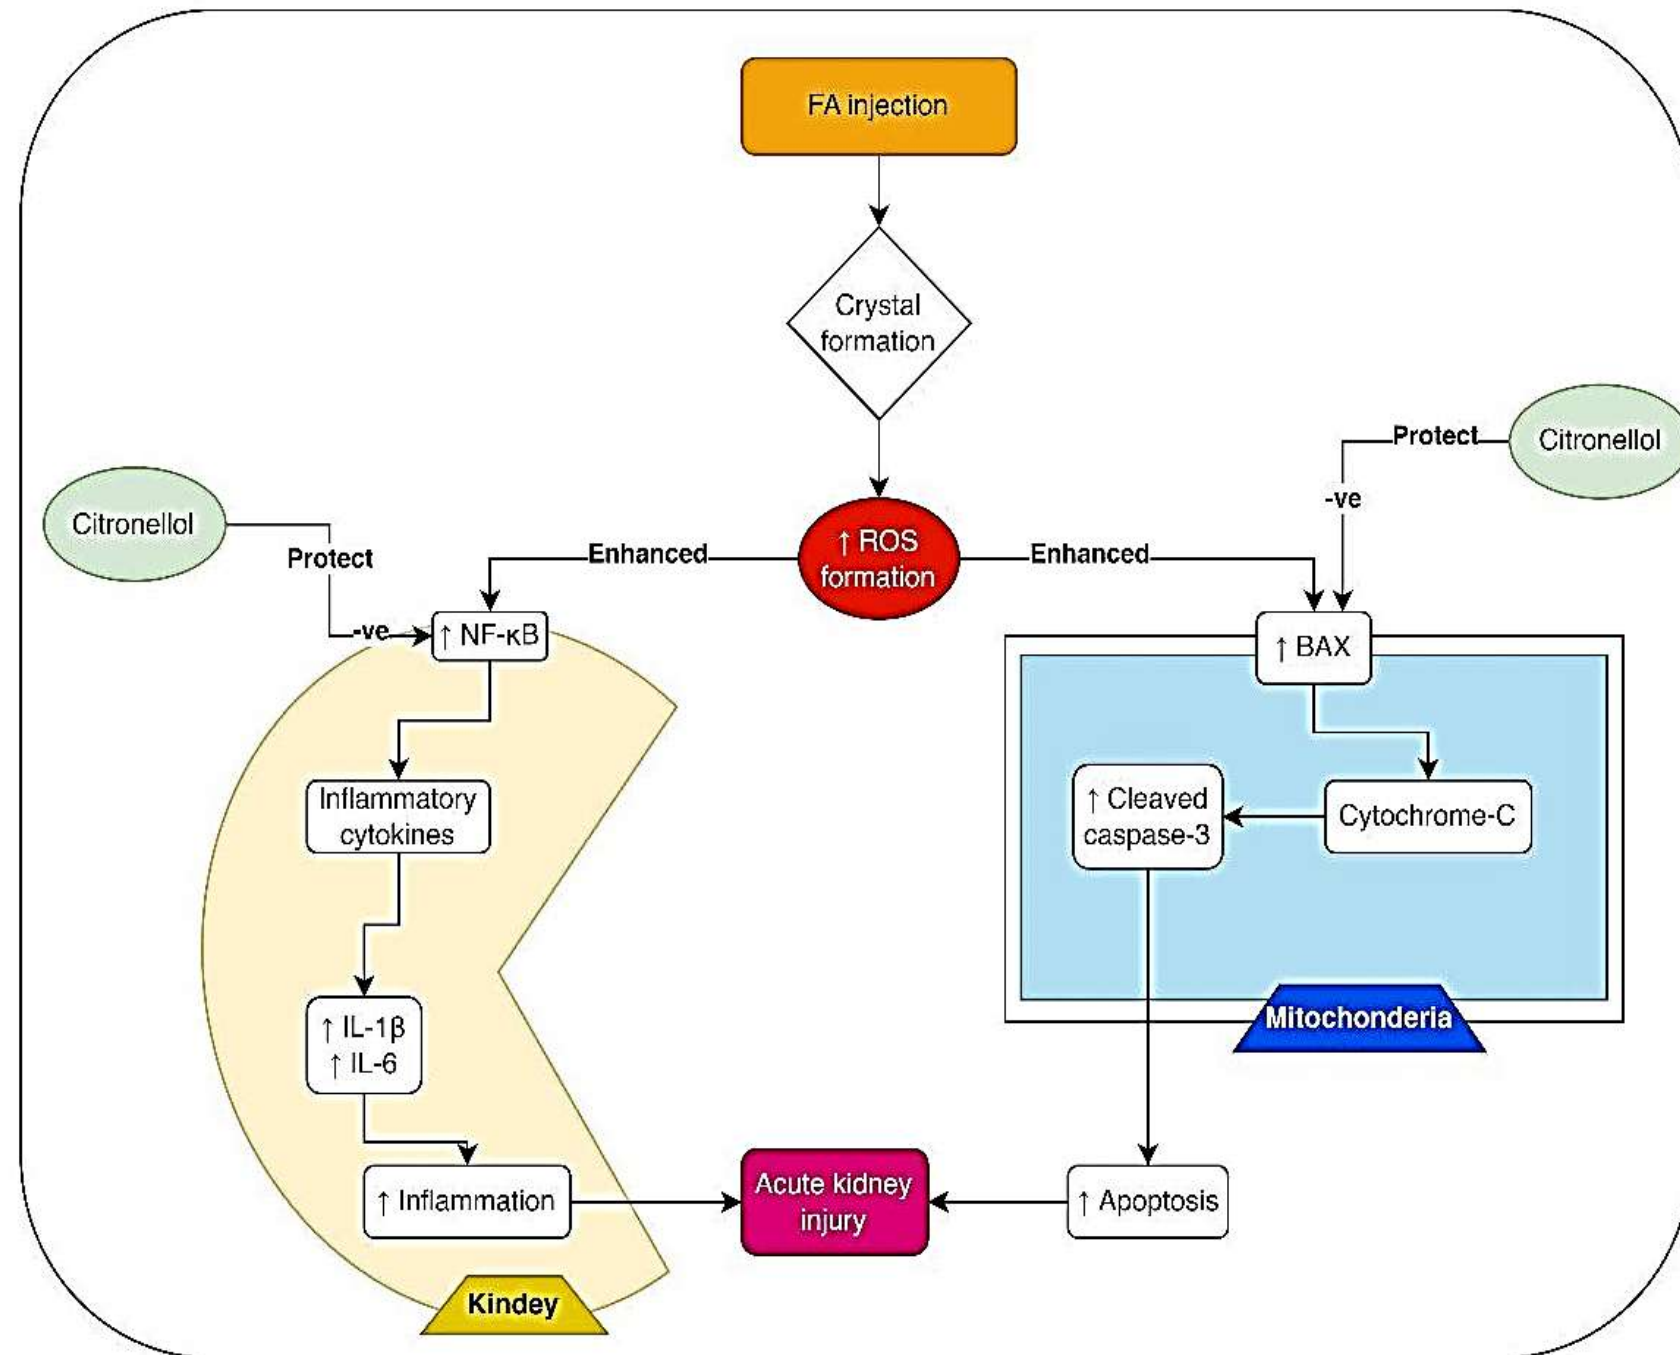 FA injection
Crystal
formation
Protect
Citronellol
-ve
Citronellol
Protect
-ve
Enhanced
↑ ROS
formation
Enhanced
↑ NF-κB
↑ BAX
Inflammatory
cytokines
↑ Cleaved
caspase-3
Cytochrome-C
↑ IL-1β
↑ IL-6
Mitochonderia
↑ Inflammation
Acute kidney
injury
↑ Apoptosis
Kindey